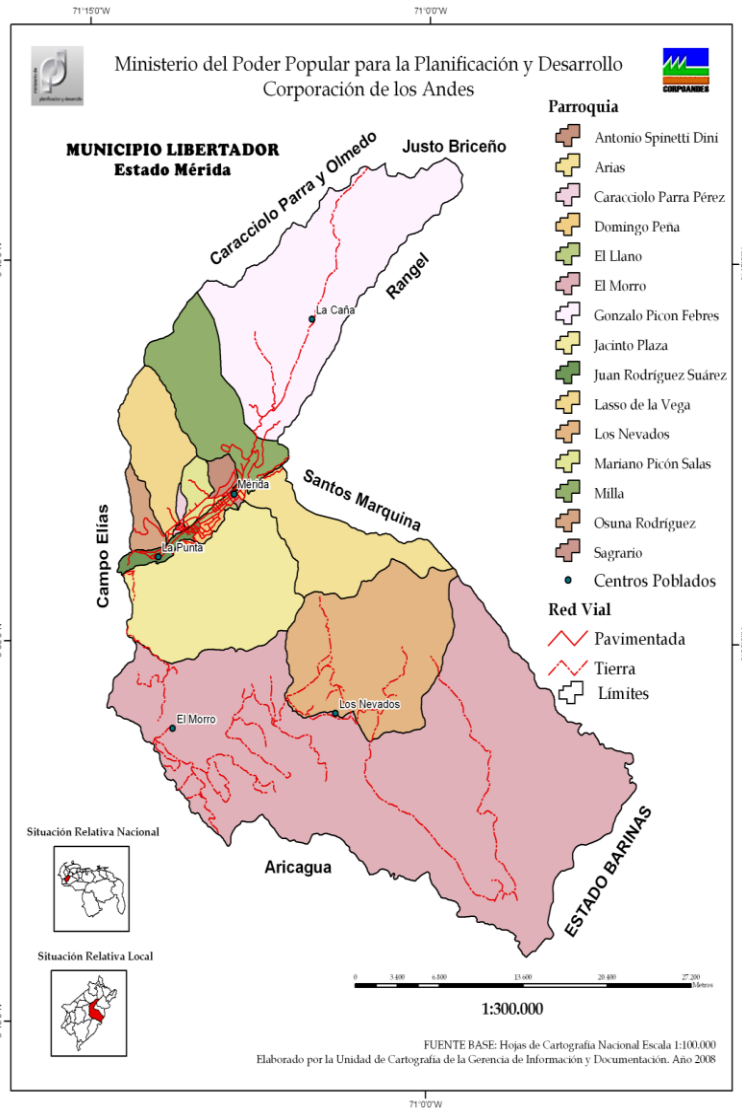 71°15'0"W
71°0'0"W
Ministerio del Poder Popular para la Planificación y Desarrollo
Corporación de los Andes
CORPOANDES
MUNICIPIO LIBERTADOR
Estado Mérida
Justo Briceño
Caracciolo Parra y Olmedo
Rangel
La Caña
Santos Marquina
Mérida
La Punta
Campo Elías
Los Nevados
El Morro
Aricagua
ESTADO BARINAS
Parroquia
Antonio Spinetti Dini
Arias
Caracciolo Parra Pérez
Domingo Peña
El Llano
El Morro
Gonzalo Picon Febres
Jacinto Plaza
Juan Rodríguez Suárez
Lasso de la Vega
Los Nevados
Mariano Picón Salas
Milla
Osuna Rodríguez
Sagrario
Centros Poblados
Red Vial
Pavimentada
Tierra
Límites
Situación Relativa Nacional
Situación Relativa Local
0 3.400 6.800 13.600 20.400 27.200
Metros
1:300.000
FUENTE BASE: Hojas de Cartografía Nacional Escala 1:100.000
Elaborado por la Unidad de Cartografía de la Gerencia de Información y Documentación. Año 2008
71°0'0"W